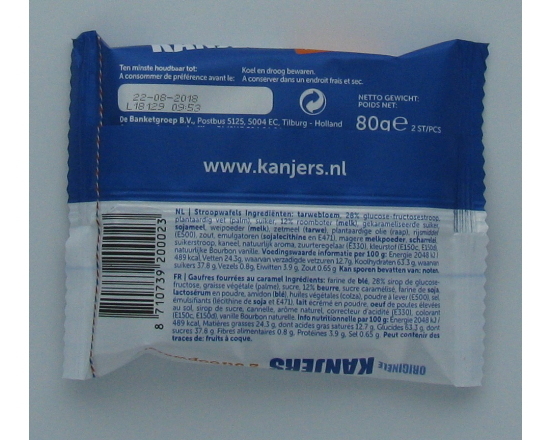 KANJ
Ten minste houdbaar tot: Koel en droog bewaren.
A consommer de préférence avant le: A conserver dans un endroit frais et sec.
22-08-2018
L18129 09:53
NETTO GEWICHT:
POIDS NET:
80g℮ 2 ST/PCS
De Banketgroep B.V., Postbus 5125, 5004 EC, Tilburg - Holland
www.kanjers.nl
NL | Stroopwafels Ingrediënten: tarwebloem, 28% glucose-fructosestroop,
plantaardig vet (palm), suiker, 12% roomboter (melk), gekarameliseerde suiker,
sojameel, weipoeder (melk), zetmeel (tarwe), plantaardige olie (raap), rijsmiddel
(E500), zout, emulgatoren (sojalecithine en E471), magere melkpoeder, scharrelei,
suikerstroop, kaneel, natuurlijk aroma, zuurteregelaar (E330), kleurstof (E150c, E150d),
natuurlijke Bourbon vanille. Voedingswaarde informatie per 100 g: Energie 2048 kJ /
489 kcal, Vetten 24.3g, waarvan verzadigde vetzuren 12.7g, Koolhydraten 63.3 g, waarvan
suikers 37.8 g, Vezels 0.8g, Eiwitten 3.9 g, Zout 0.65 g. Kan sporen bevatten van: noten.
FR | Gaufres fourrées au caramel Ingrédients: farine de blé, 28% sirop de glucose-
fructose, graisse végétale (palme), sucre, 12% beurre, sucre caramélisé, farine de soja,
lactosérum en poudre, amidon (blé), huiles végétales (colza), poudre à lever (E500), sel,
émulsifiants (lécithine de soja et E471), lait écrémé en poudre, oeuf de poules élevées
au sol, sirop de sucre, cannelle, arôme naturel, correcteur d'acidité (E330), colorant
(E150c, E150d), vanille Bourbon naturelle. Info nutritionnelle par 100 g: Energie 2048 kJ /
489 kcal, Matières grasses 24.3 g, dont acides gras saturés 12.7 g, Glucides 63.3 g, dont
sucres 37.8 g, Fibres alimentaires 0.8 g, Protéines 3.9 g, Sel 0.65 g. Peut contenir des
traces de: fruits à coque.
8 710739 200023
ORIGINELE KANJERS